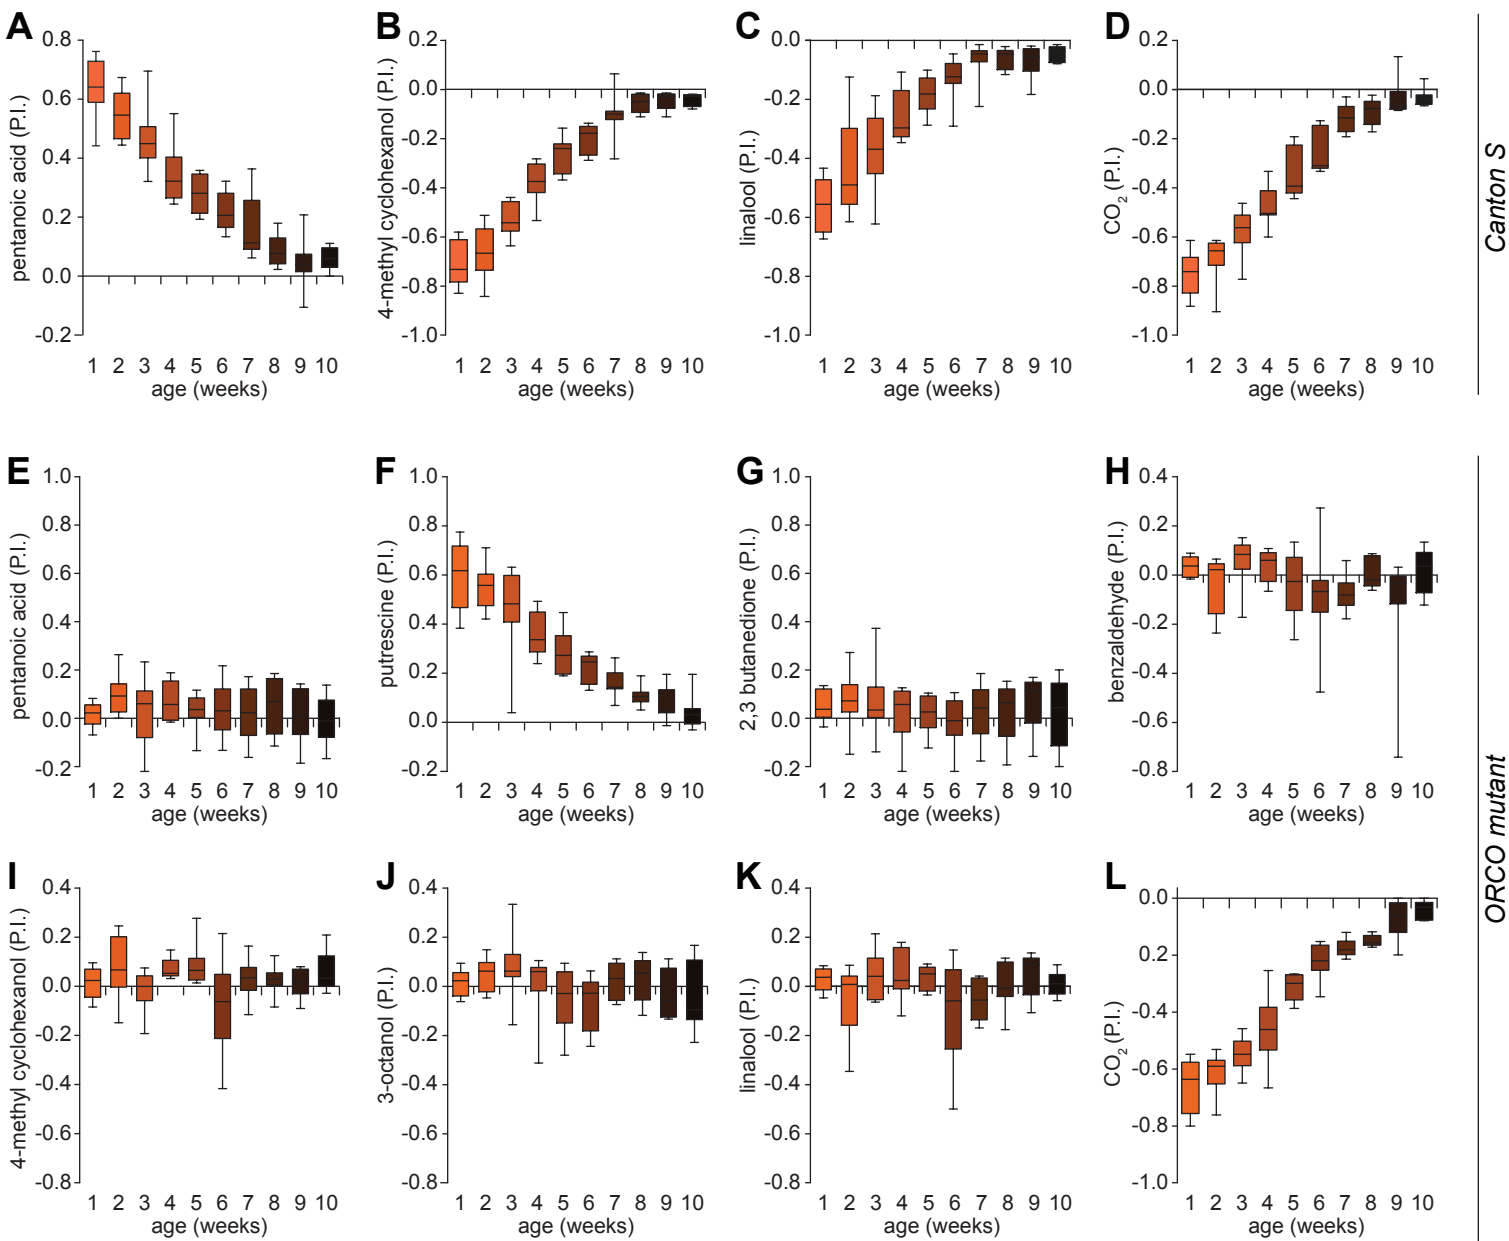 A
pentanoic acid (P.I.)
0.8
0.6
0.4
0.2
0.0
-0.2
1 2 3 4 5 6 7 8 9 10
age (weeks)
B
4-methyl cyclohexanol (P.I.)
0.2
0.0
-0.2
-0.4
-0.6
-0.8
-1.0
1 2 3 4 5 6 7 8 9 10
age (weeks)
C
linalool (P.I.)
0.0
-0.2
-0.4
-0.6
-0.8
-1.0
1 2 3 4 5 6 7 8 9 10
age (weeks)
D
CO2 (P.I.)
0.2
0.0
-0.2
-0.4
-0.6
-0.8
-1.0
1 2 3 4 5 6 7 8 9 10
age (weeks)
Canton S
E
pentanoic acid (P.I.)
1.0
0.8
0.6
0.4
0.2
0.0
-0.2
1 2 3 4 5 6 7 8 9 10
age (weeks)
F
putrescine (P.I.)
1.0
0.8
0.6
0.4
0.2
0.0
-0.2
1 2 3 4 5 6 7 8 9 10
age (weeks)
G
2,3 butanedione (P.I.)
1.0
0.8
0.6
0.4
0.2
0.0
-0.2
1 2 3 4 5 6 7 8 9 10
age (weeks)
H
benzaldehyde (P.I.)
0.4
0.2
0.0
-0.2
-0.4
-0.6
-0.8
1 2 3 4 5 6 7 8 9 10
age (weeks)
I
4-methyl cyclohexanol (P.I.)
0.4
0.2
0.0
-0.2
-0.4
-0.6
-0.8
1 2 3 4 5 6 7 8 9 10
age (weeks)
J
3-octanol (P.I.)
0.4
0.2
0.0
-0.2
-0.4
-0.6
-0.8
1 2 3 4 5 6 7 8 9 10
age (weeks)
K
linalool (P.I.)
0.4
0.2
0.0
-0.2
-0.4
-0.6
-0.8
1 2 3 4 5 6 7 8 9 10
age (weeks)
L
CO2 (P.I.)
0.0
0.2
-0.4
-0.6
-0.8
-1.0
1 2 3 4 5 6 7 8 9 10
age (weeks)
ORCO mutant